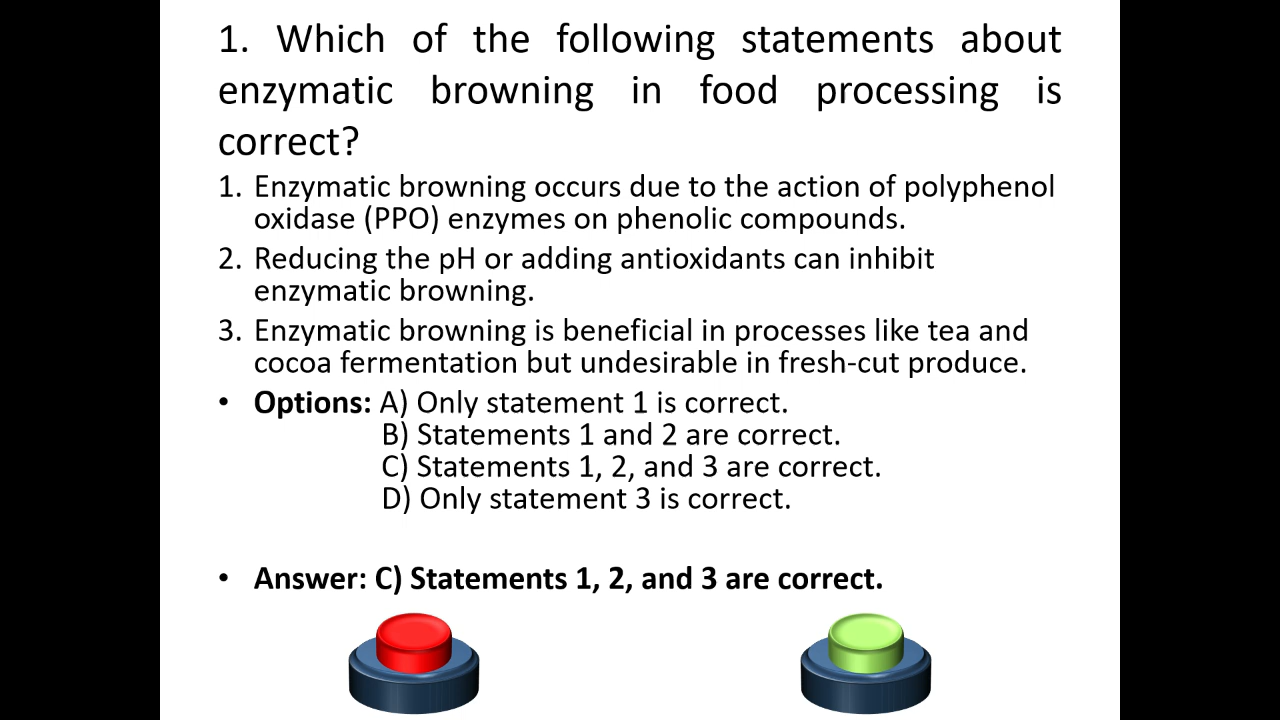 1. Which of the following statements about
enzymatic browning in food processing is
correct?
1. Enzymatic browning occurs due to the action of polyphenol
oxidase (PPO) enzymes on phenolic compounds.
2. Reducing the pH or adding antioxidants can inhibit
enzymatic browning.
3. Enzymatic browning is beneficial in processes like tea and
cocoa fermentation but undesirable in fresh-cut produce.
• Options: A) Only statement 1 is correct.
B) Statements 1 and 2 are correct.
C) Statements 1, 2, and 3 are correct.
D) Only statement 3 is correct.
• Answer: C) Statements 1, 2, and 3 are correct.